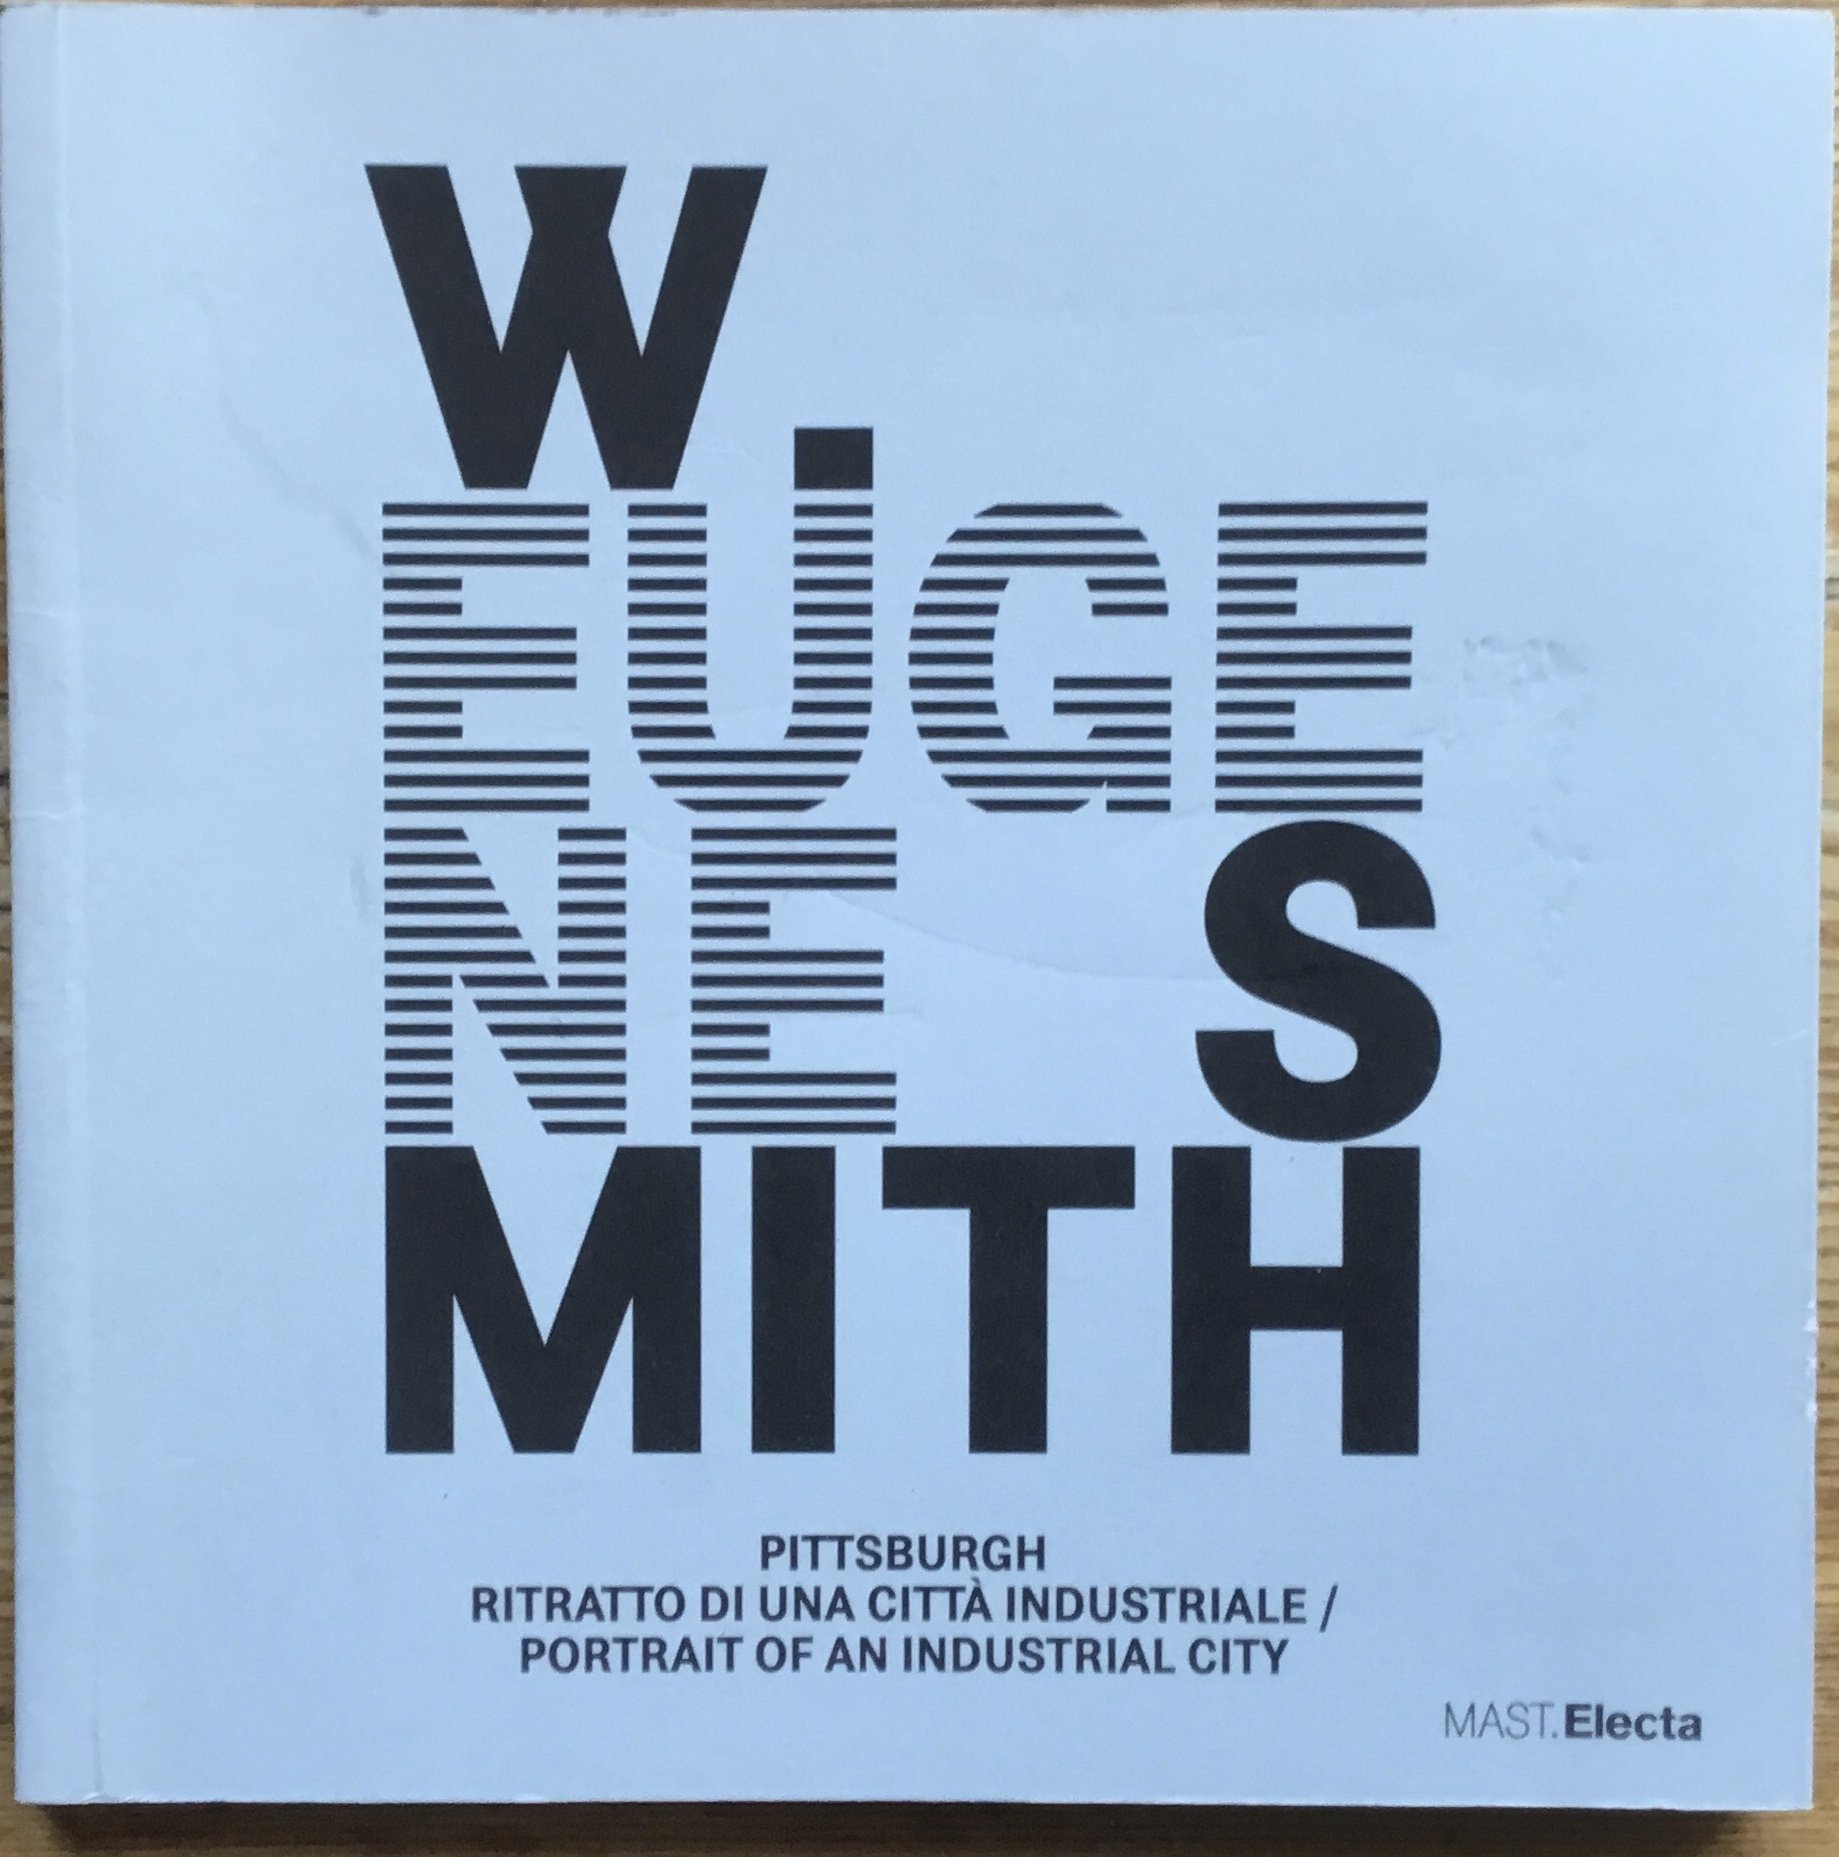 W.
EUGE
NE S
MITH
PITTSBURGH
RITRATTO DI UNA CITTÀ INDUSTRIALE /
PORTRAIT OF AN INDUSTRIAL CITY
MAST.Electa